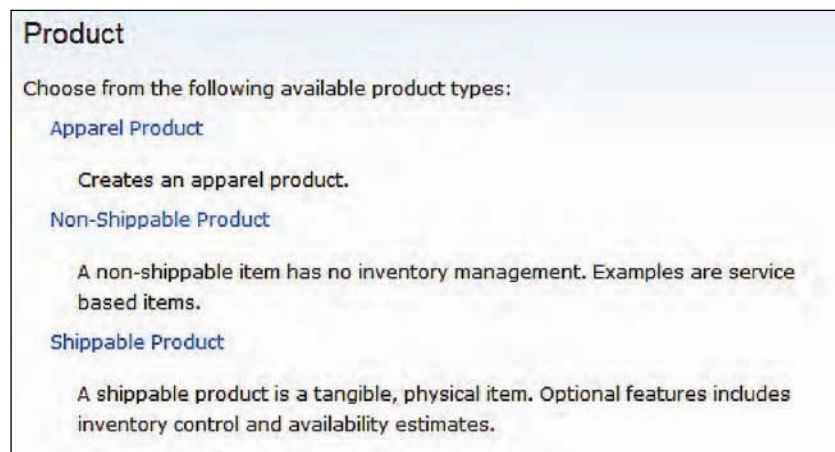 Product
Choose from the following available product types:
Apparel Product
Creates an apparel product.
Non-Shippable Product
A non-shippable item has no inventory management. Examples are service
based items.
Shippable Product
A shippable product is a tangible, physical item. Optional features includes
inventory control and availability estimates.